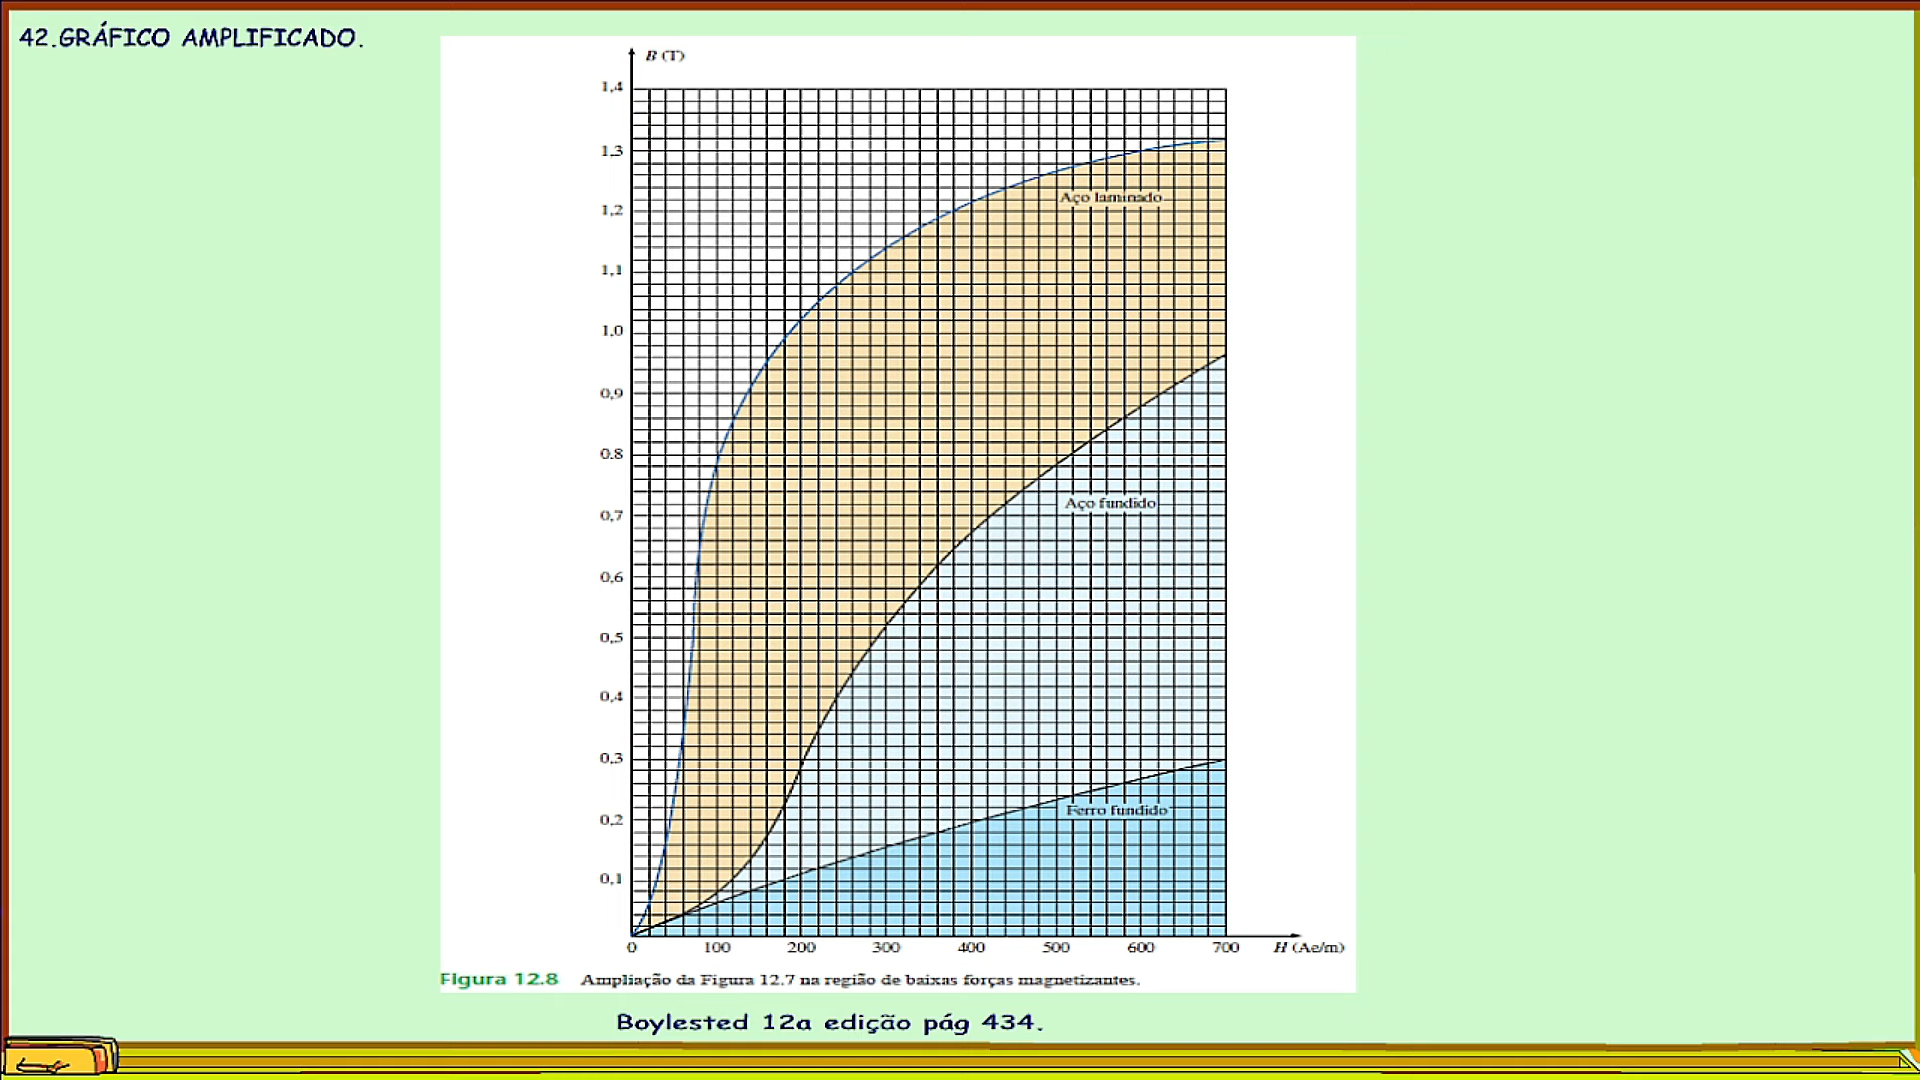 42.GRÁFICO AMPLIFICADO.
B (T)
1,4
1,3
1,2
1,1
1,0
0,9
0,8
0,7
0,6
0,5
0,4
0,3
0,2
0,1
Aço laminado
Aço fundido
Ferro fundido
0 100 200 300 400 500 600 700 H (Ae/m)
Figura 12.8 Ampliação da Figura 12.7 na região de baixas forças magnetizantes.
Boylested 12a edição pág 434.